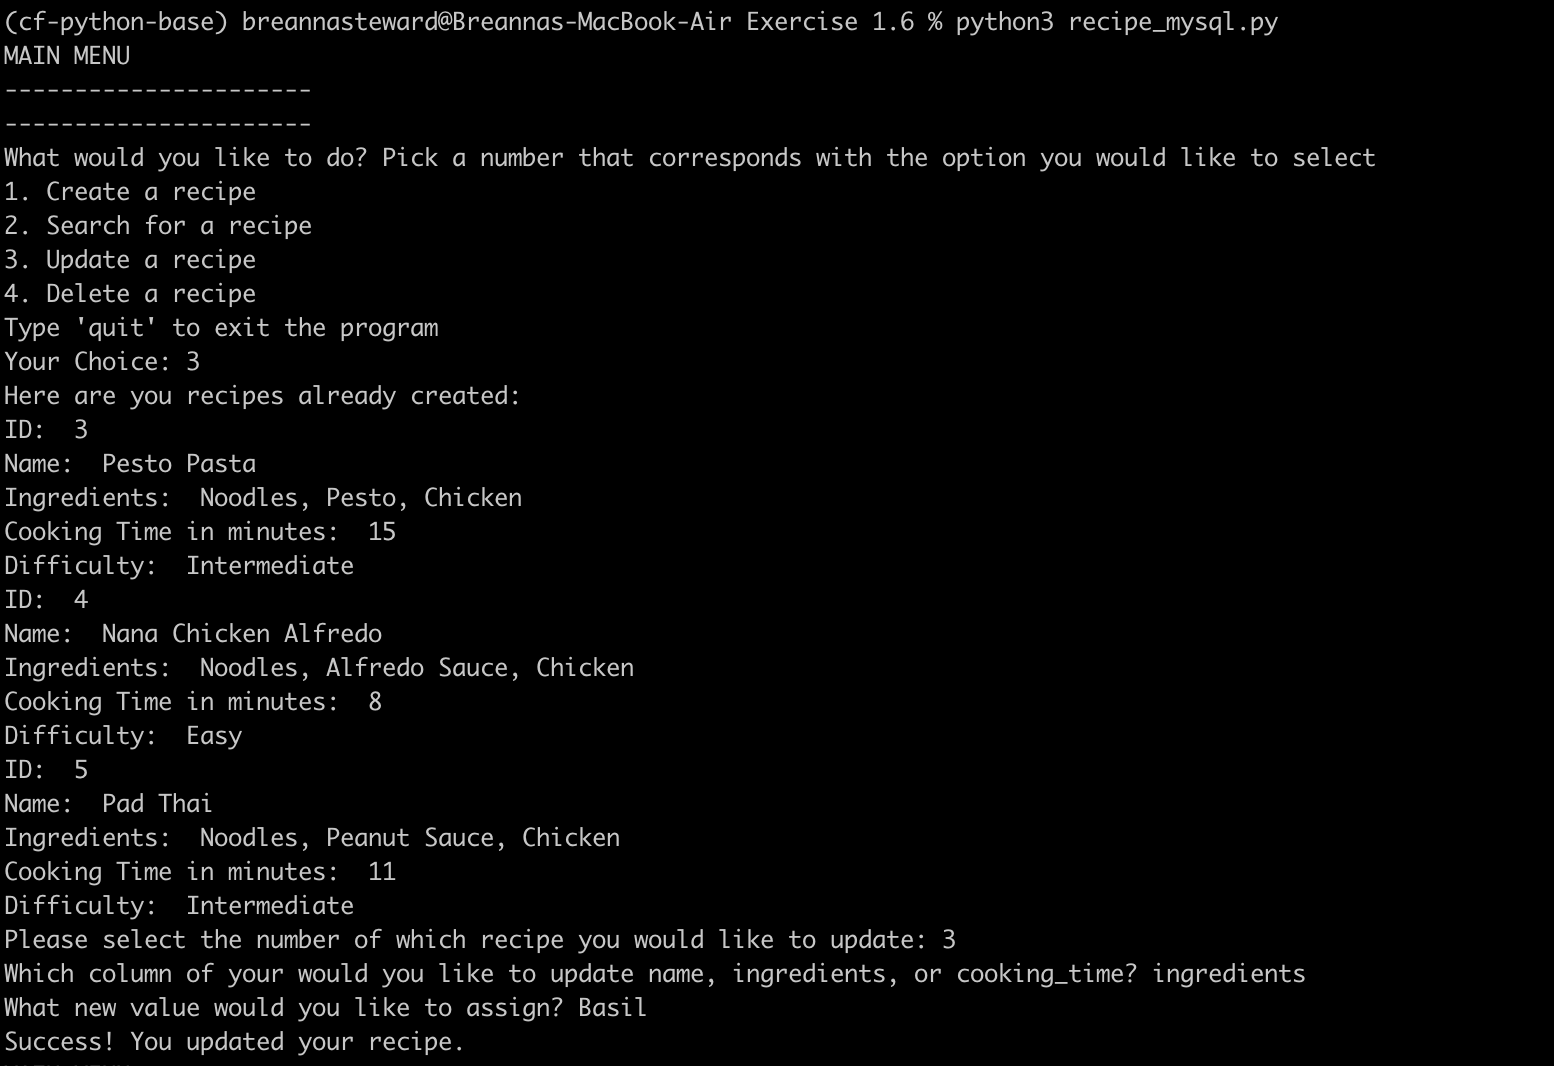 (cf-python-base) breannasteward@Breannas-MacBook-Air Exercise 1.6 % python3 recipe_mysql.py
MAIN MENU
----------------------
----------------------
What would you like to do? Pick a number that corresponds with the option you would like to select
1. Create a recipe
2. Search for a recipe
3. Update a recipe
4. Delete a recipe
Type 'quit' to exit the program
Your Choice: 3
Here are you recipes already created:
ID:  3
Name:  Pesto Pasta
Ingredients:  Noodles, Pesto, Chicken
Cooking Time in minutes:  15
Difficulty:  Intermediate
ID:  4
Name:  Nana Chicken Alfredo
Ingredients:  Noodles, Alfredo Sauce, Chicken
Cooking Time in minutes:  8
Difficulty:  Easy
ID:  5
Name:  Pad Thai
Ingredients:  Noodles, Peanut Sauce, Chicken
Cooking Time in minutes:  11
Difficulty:  Intermediate
Please select the number of which recipe you would like to update: 3
Which column of your would you like to update name, ingredients, or cooking_time? ingredients
What new value would you like to assign? Basil
Success! You updated your recipe.